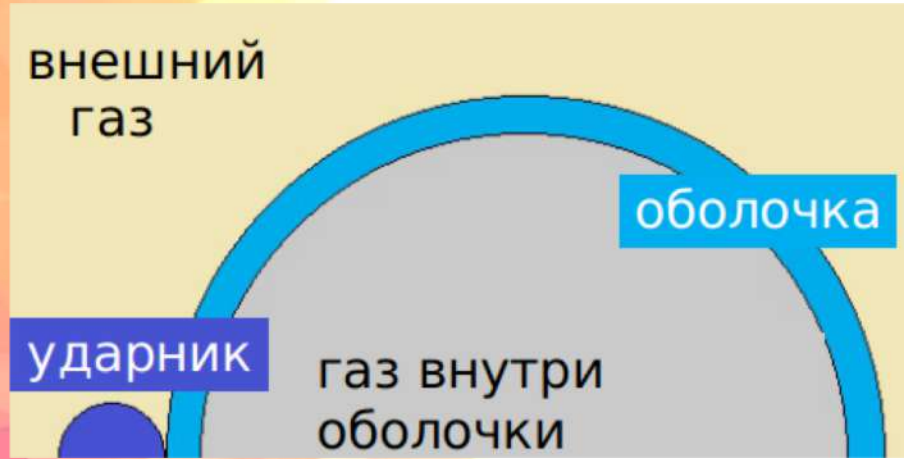 внешний
газ
оболочка
ударник
газ внутри
оболочки